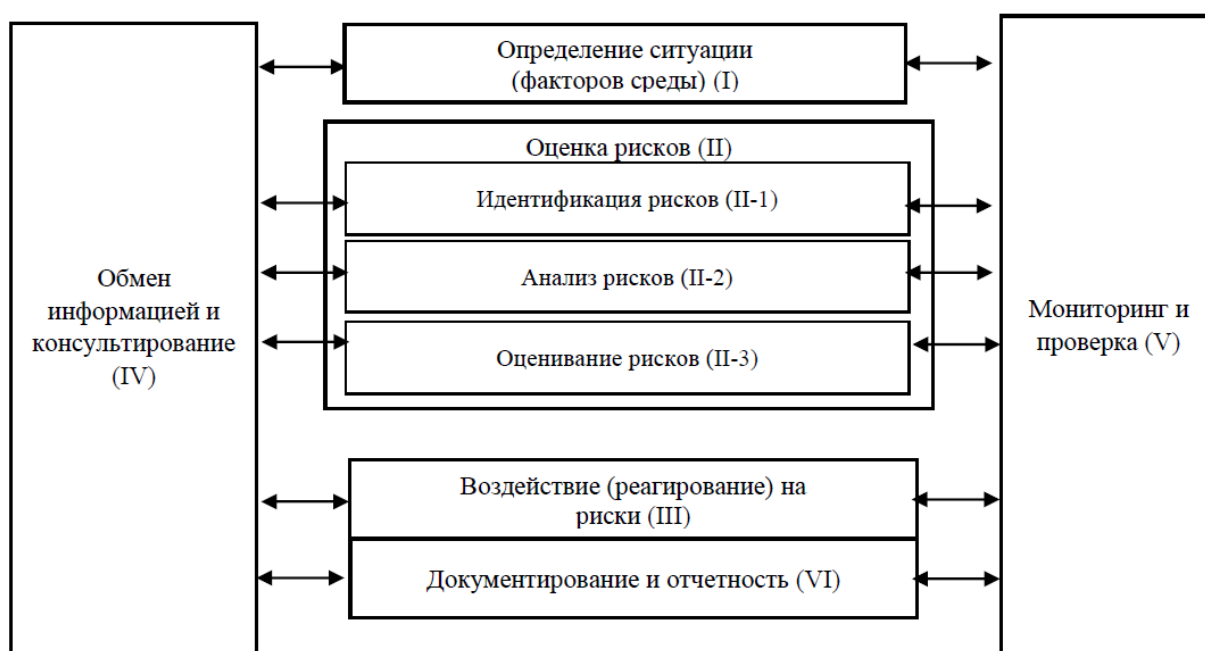 Определение ситуации
(факторов среды) (I)
Оценка рисков (II)
Идентификация рисков (II-1)
Анализ рисков (II-2)
Оценивание рисков (II-3)
Обмен
информацией и
консультирование
(IV)
Мониторинг и
проверка (V)
Воздействие (реагирование) на
риски (III)
Документирование и отчетность (VI)